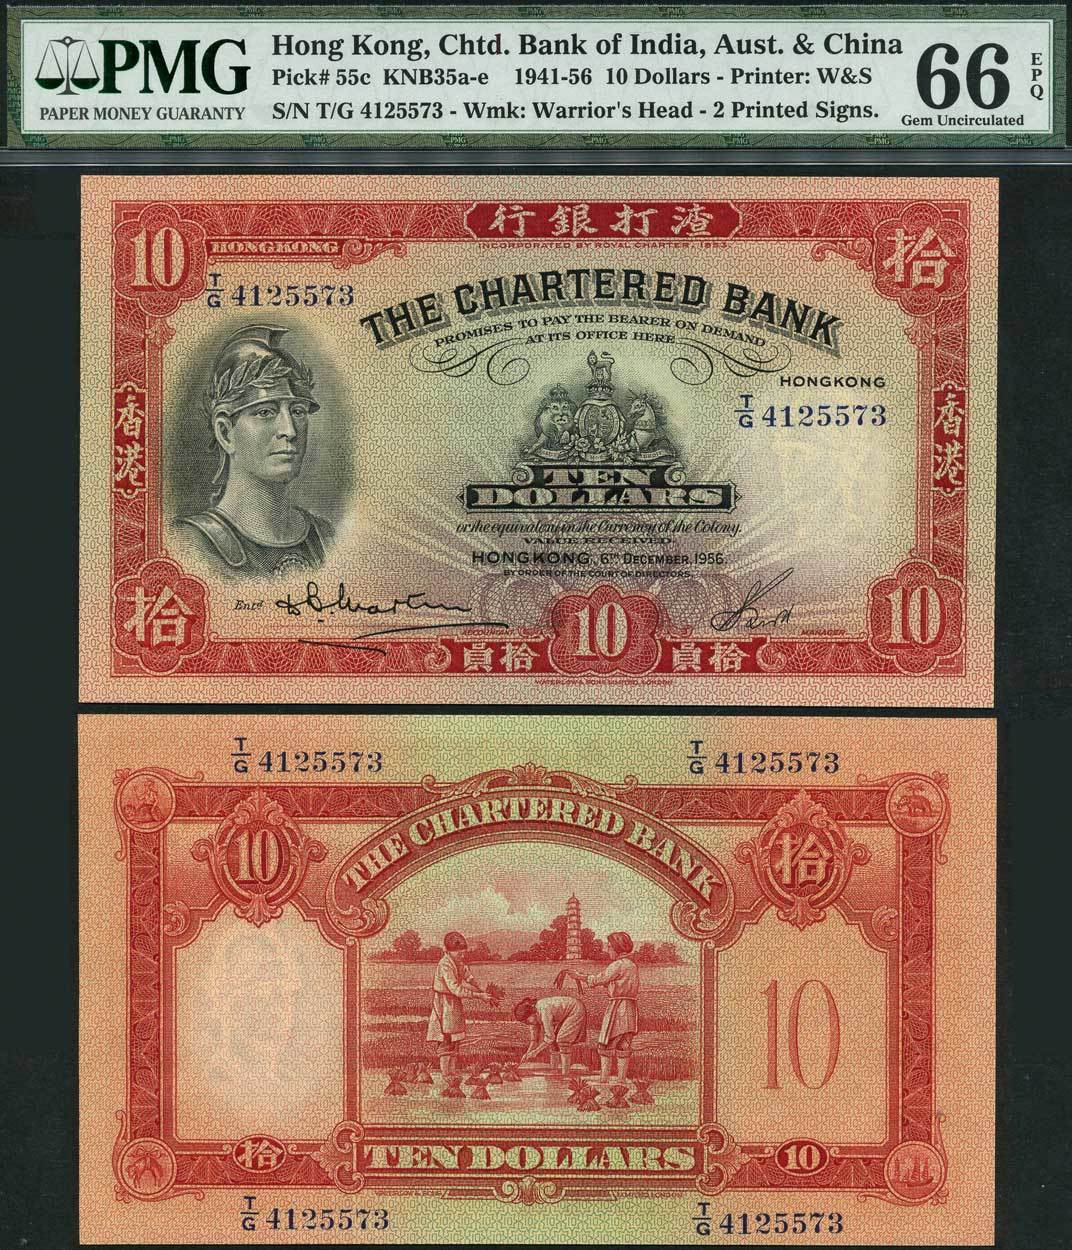 PMG
PAPER MONEY GUARANTY
Hong Kong, Chtd. Bank of India, Aust. & China
Pick# 55c KNB35a-e 1941-56 10 Dollars - Printer: W&S
S/N T/G 4125573 - Wmk: Warrior's Head - 2 Printed Signs.
66
EPQ
Gem Uncirculated
行銀打渣
INCORPORATED BY ROYAL CHARTER 1853
10
HONGKONG
拾
T/G 4125573
THE CHARTERED BANK
PROMISES TO PAY THE BEARER ON DEMAND
AT ITS OFFICE HERE
HONGKONG
T/G 4125573
香港
香港
TEN
DOLLARS
or the equivalent in the Currency of the Colony.
VALUE RECEIVED.
HONGKONG, 6TH DECEMBER, 1956.
BY ORDER OF THE COURT OF DIRECTORS.
拾
Entd
ACCOUNTANT
10
MANAGER
10
員拾
員拾
T/G 4125573
T/G 4125573
THE CHARTERED BANK
10
拾
10
拾
TEN DOLLARS
10
T/G 4125573
T/G 4125573